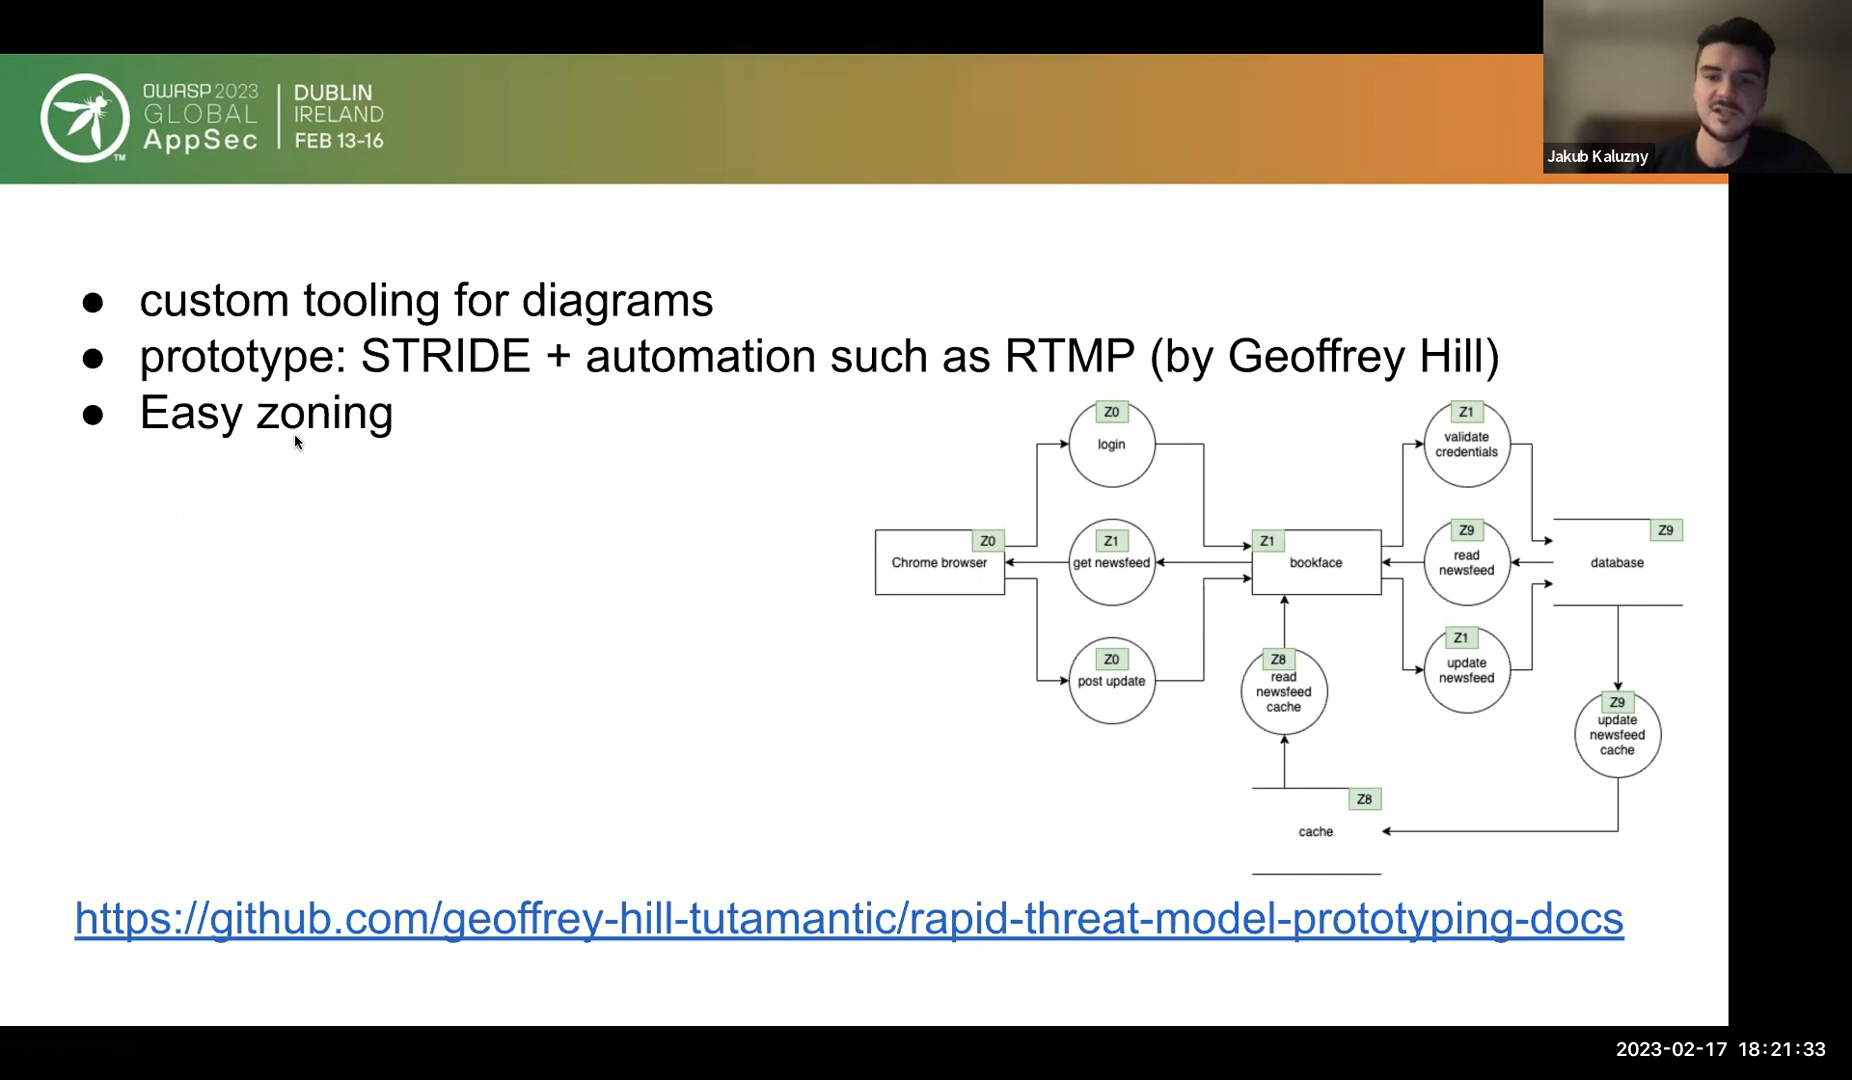 OWASP 2023
GLOBAL
AppSec
TM
DUBLIN
IRELAND
FEB 13-16
Jakub Kaluzny
● custom tooling for diagrams
● prototype: STRIDE + automation such as RTMP (by Geoffrey Hill)
● Easy zoning
Z0
login
Z1
validate
credentials
Z0
Chrome browser
Z1
get newsfeed
Z1
bookface
Z9
read
newsfeed
Z9
database
Z0
post update
Z8
read
newsfeed
cache
Z1
update
newsfeed
Z9
update
newsfeed
cache
Z8
cache
https://github.com/geoffrey-hill-tutamantic/rapid-threat-model-prototyping-docs
2023-02-17 18:21:33